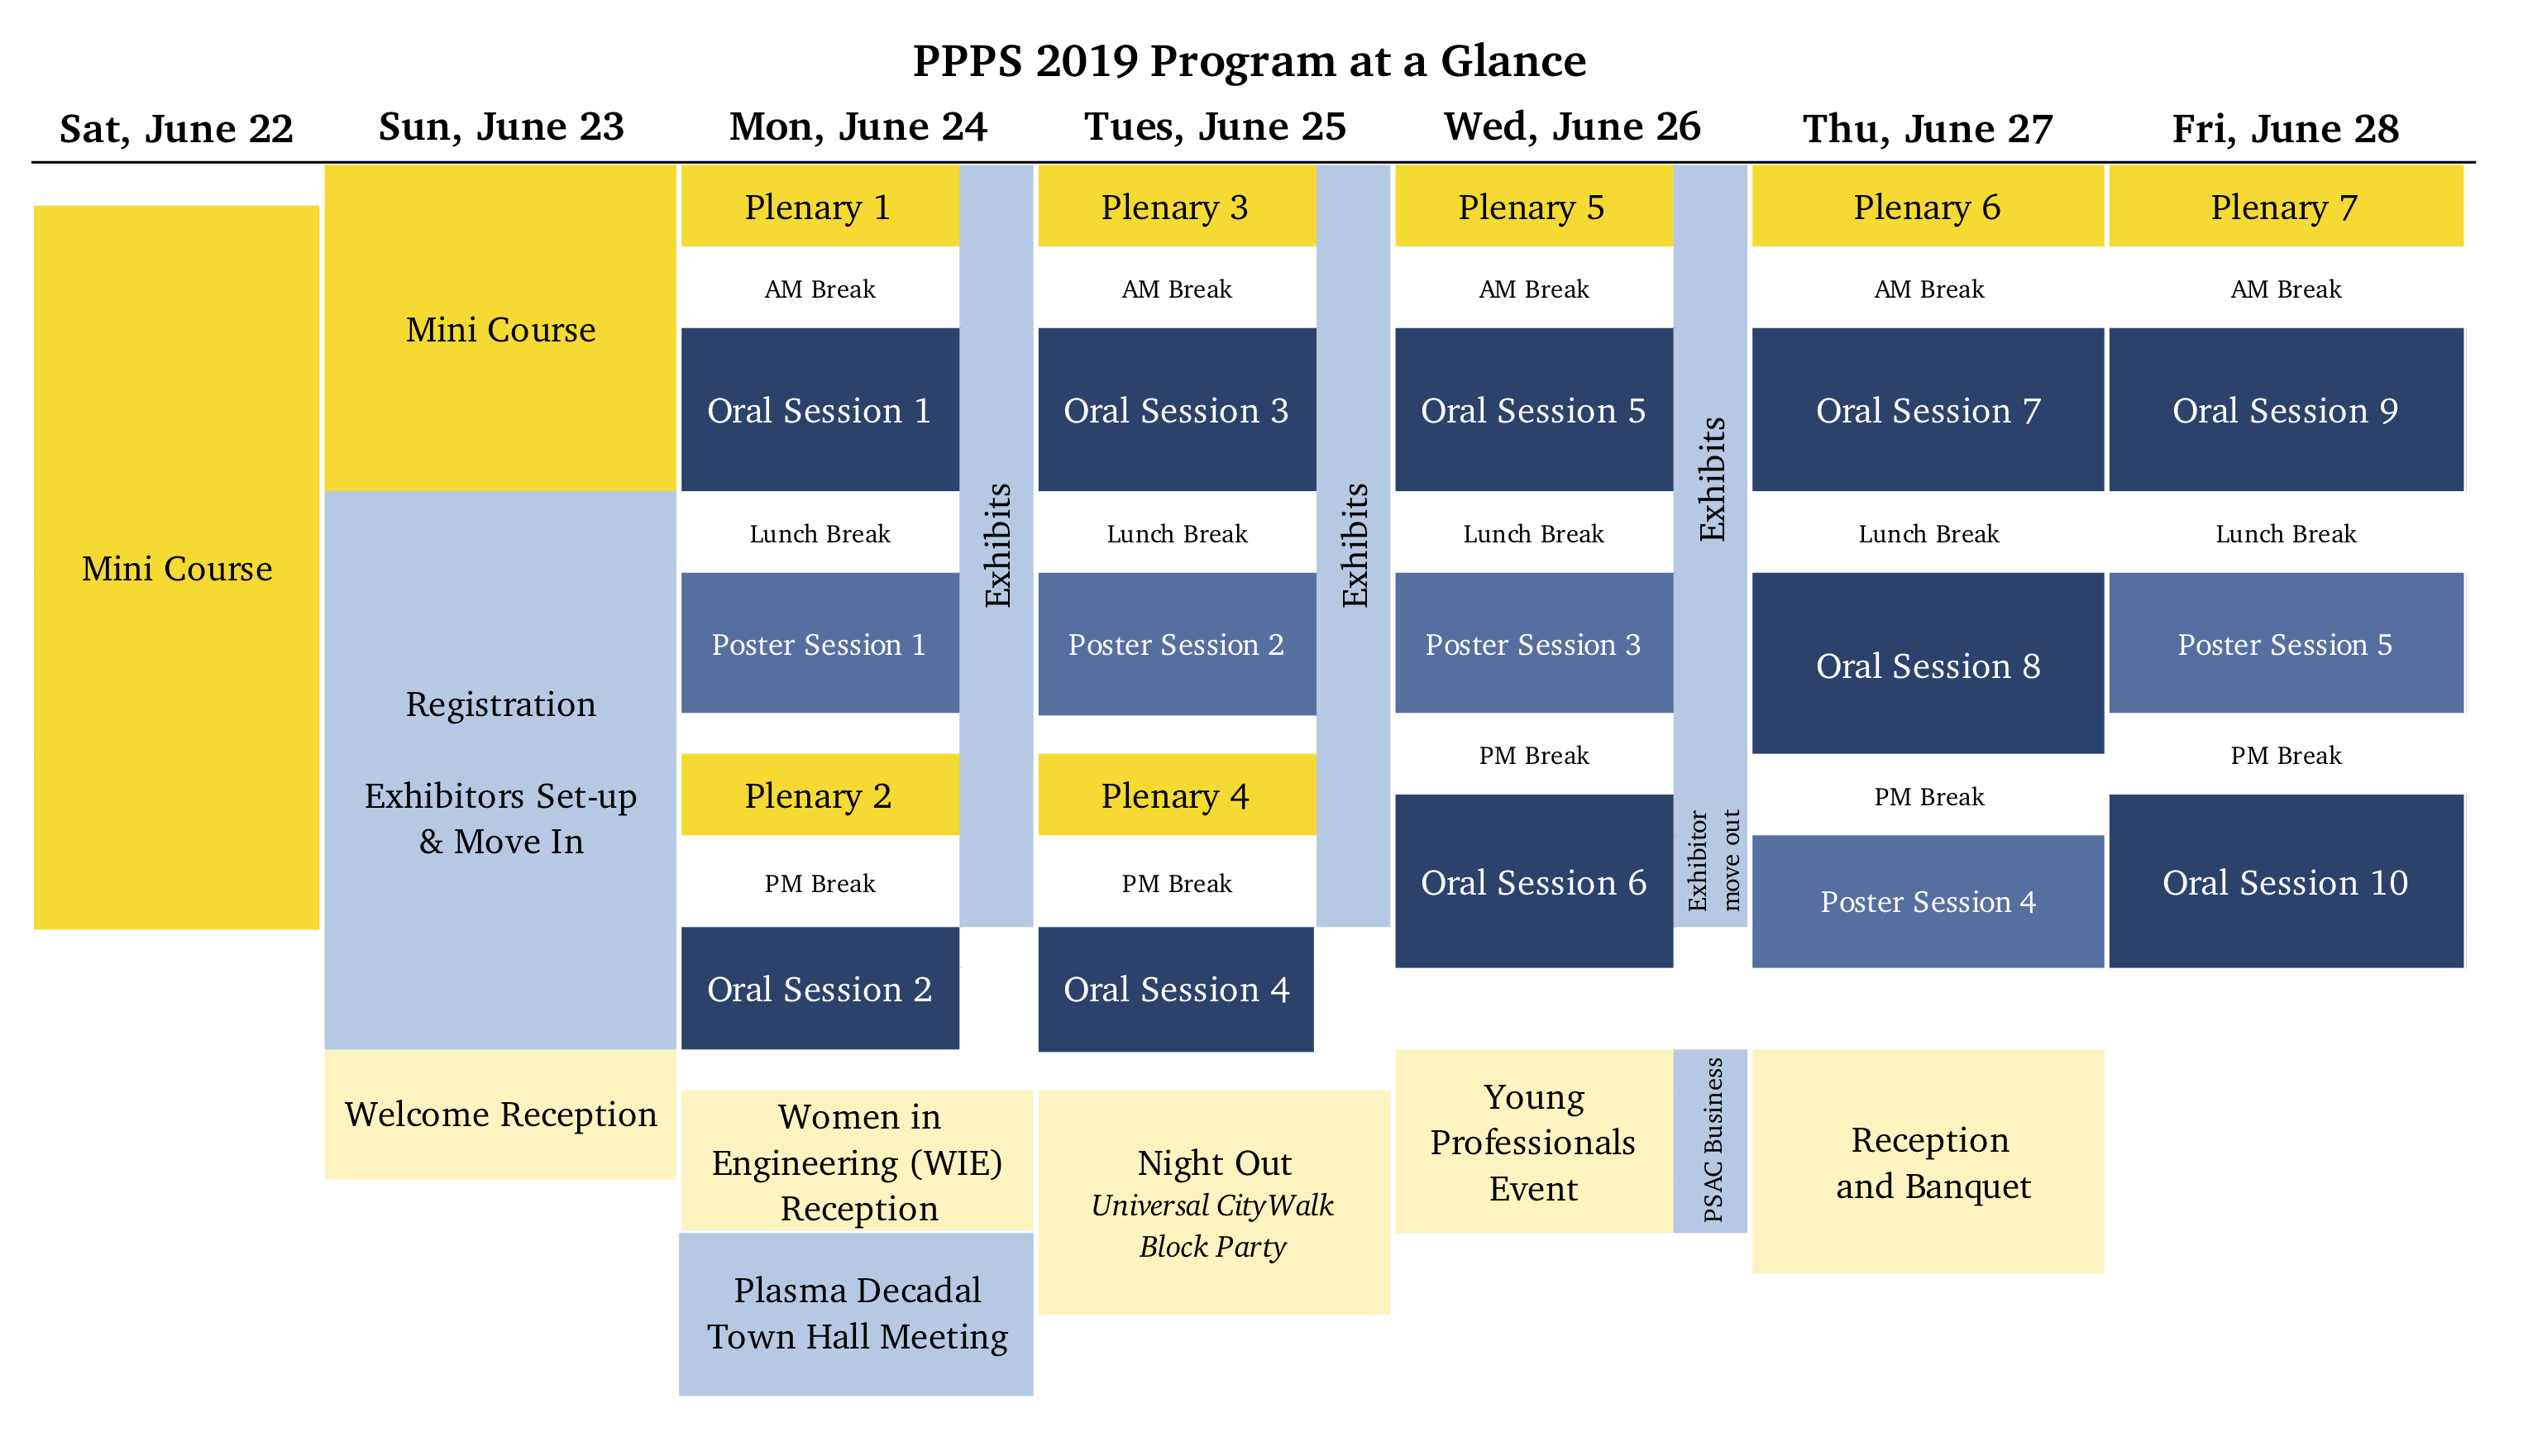 PPPS 2019 Program at a Glance
Sat, June 22
Mini Course
Sun, June 23
Mini Course
Registration
Exhibitors Set-up
& Move In
Welcome Reception
Mon, June 24
Plenary 1
AM Break
Oral Session 1
Lunch Break
Poster Session 1
Plenary 2
PM Break
Oral Session 2
Exhibits
Women in
Engineering (WIE)
Reception
Plasma Decadal
Town Hall Meeting
Tues, June 25
Plenary 3
AM Break
Oral Session 3
Lunch Break
Poster Session 2
Plenary 4
PM Break
Oral Session 4
Exhibits
Night Out
Universal CityWalk
Block Party
Wed, June 26
Plenary 5
AM Break
Oral Session 5
Lunch Break
Poster Session 3
PM Break
Oral Session 6
Exhibits
Exhibitor
move out
Young
Professionals
Event
PSAC Business
Thu, June 27
Plenary 6
AM Break
Oral Session 7
Lunch Break
Oral Session 8
PM Break
Poster Session 4
Reception
and Banquet
Fri, June 28
Plenary 7
AM Break
Oral Session 9
Lunch Break
Poster Session 5
PM Break
Oral Session 10